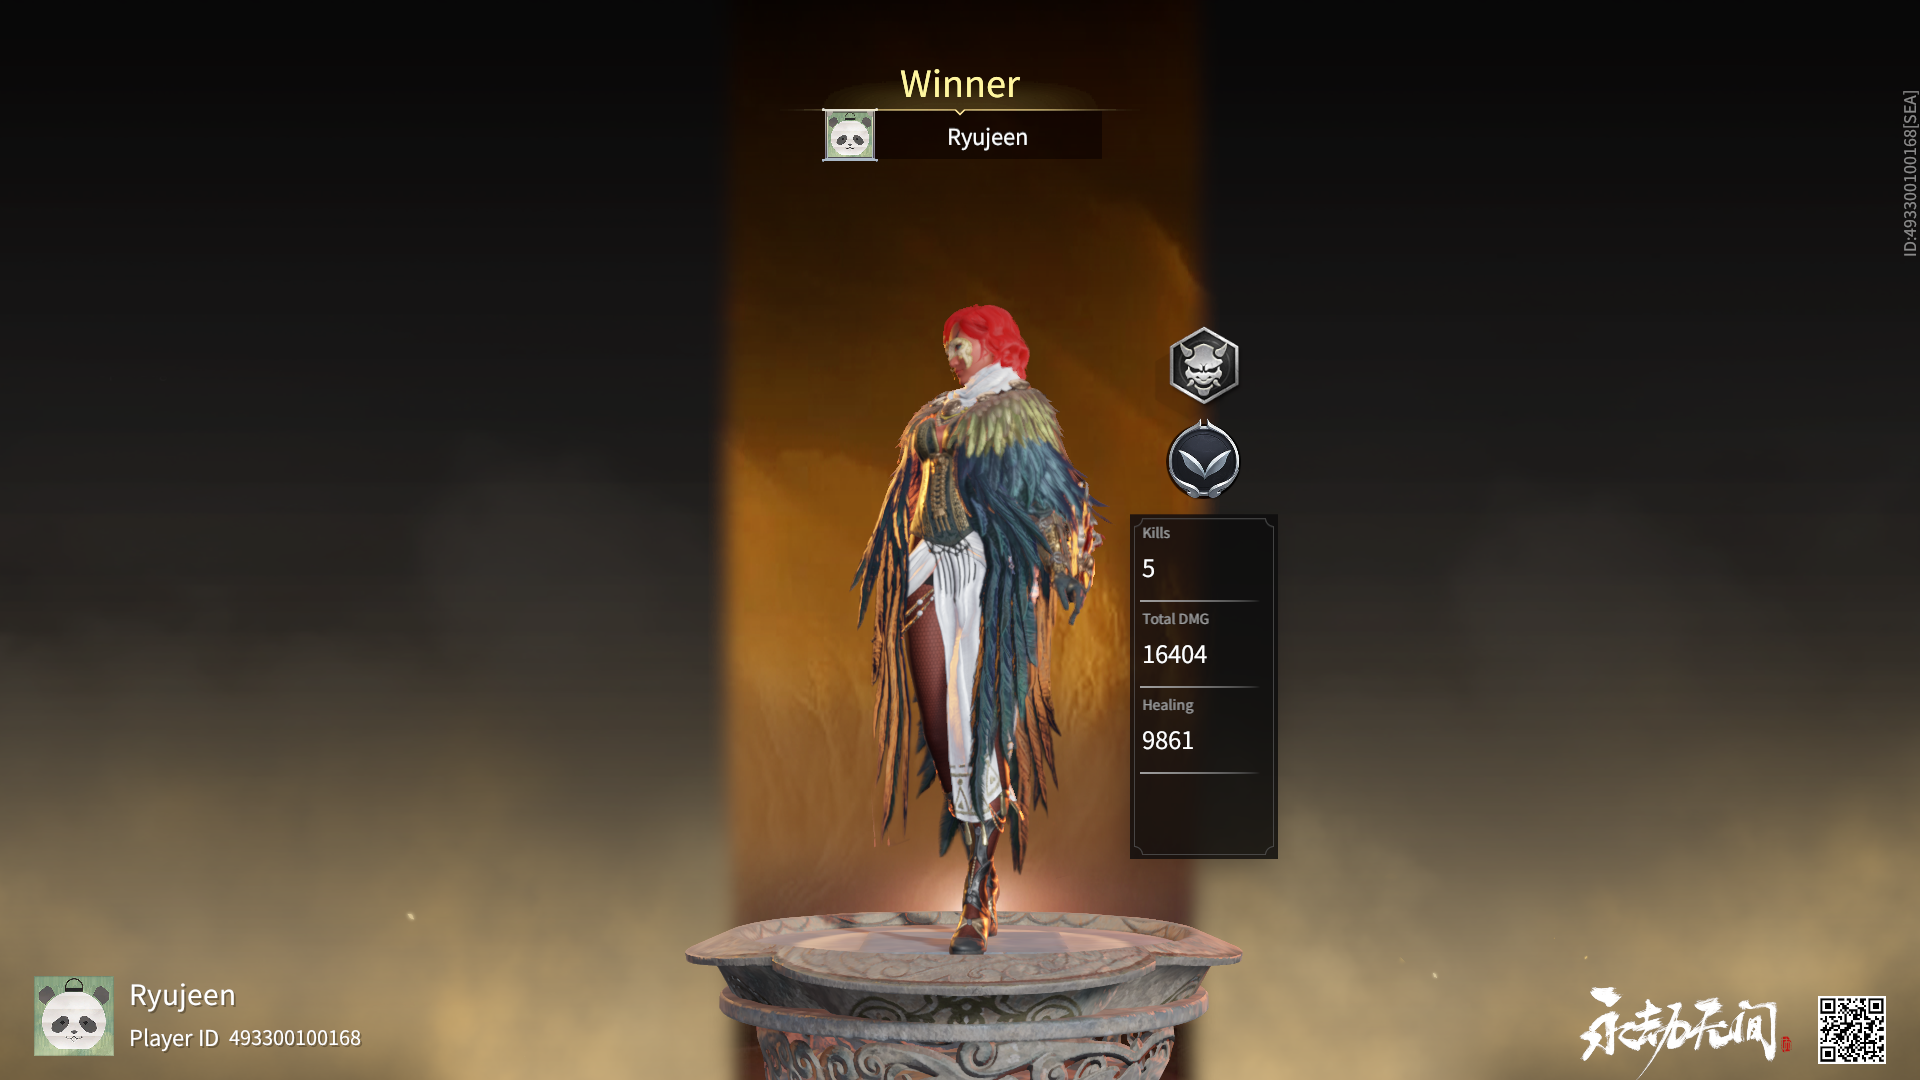 Winner
Ryujeen
ID:493300100168[SEA]
Kills
5
Total DMG
16404
Healing
9861
Ryujeen
Player ID 493300100168
永劫无间